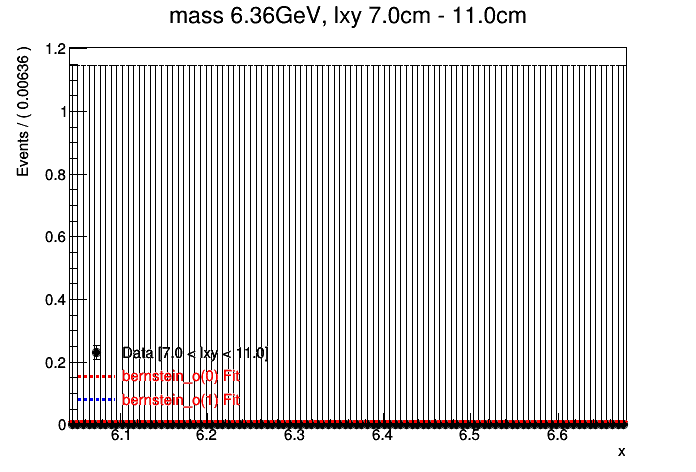 mass 6.36GeV, lxy 7.0cm - 11.0cm
Events / ( 0.00636 )
1.2
1
0.8
0.6
0.4
0.2
0
Data [7.0 < lxy < 11.0]
bernstein_o(0) Fit
bernstein_o(1) Fit
6.1 6.2 6.3 6.4 6.5 6.6
x